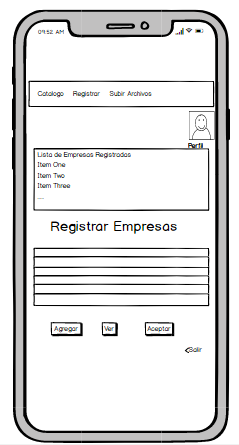 09:52 AM
Catalogo Registrar Subir Archivos
Perfil
Lista de Empresas Registradas
Item One
Item Two
Item Three
...
Registrar Empresas
Agregar Ver Aceptar
<Salir